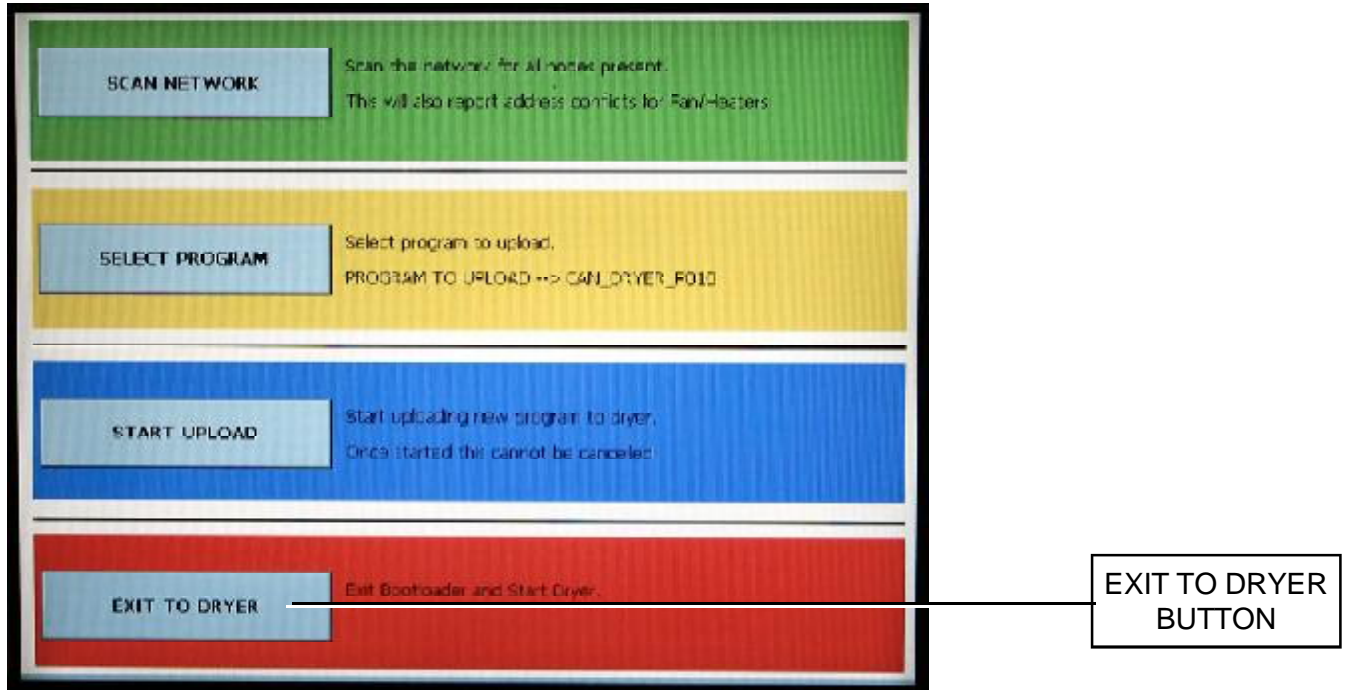 SCAN NETWORK
Scan the network for all nodes present.
This will also report address conflicts for Fan/Heaters
SELECT PROGRAM
Select program to upload.
PROGRAM TO UPLOAD --> CAN_DRYER_F010
START UPLOAD
Start uploading new program to dryer.
Once started this cannot be canceled
EXIT TO DRYER
Exit Bootloader and Start Dryer.
EXIT TO DRYER
BUTTON